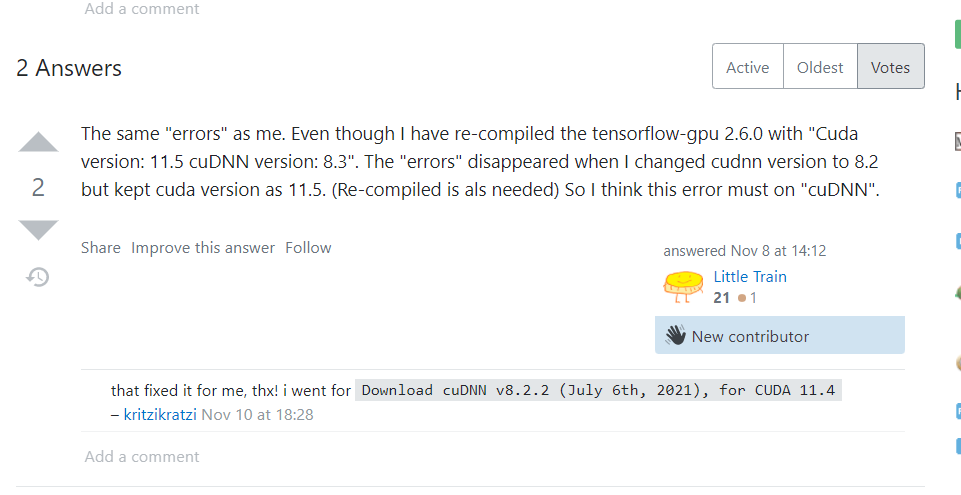 Add a comment
2 Answers
Active Oldest Votes
The same "errors" as me. Even though I have re-compiled the tensorflow-gpu 2.6.0 with "Cuda
version: 11.5 cuDNN version: 8.3". The "errors" disappeared when I changed cudnn version to 8.2
2
but kept cuda version as 11.5. (Re-compiled is als needed) So I think this error must on "cuDNN".
Share Improve this answer Follow
answered Nov 8 at 14:12
Little Train
21 1
New contributor
that fixed it for me, thx! i went for Download cuDNN v8.2.2 (July 6th, 2021), for CUDA 11.4
– kritzikratzi Nov 10 at 18:28
Add a comment